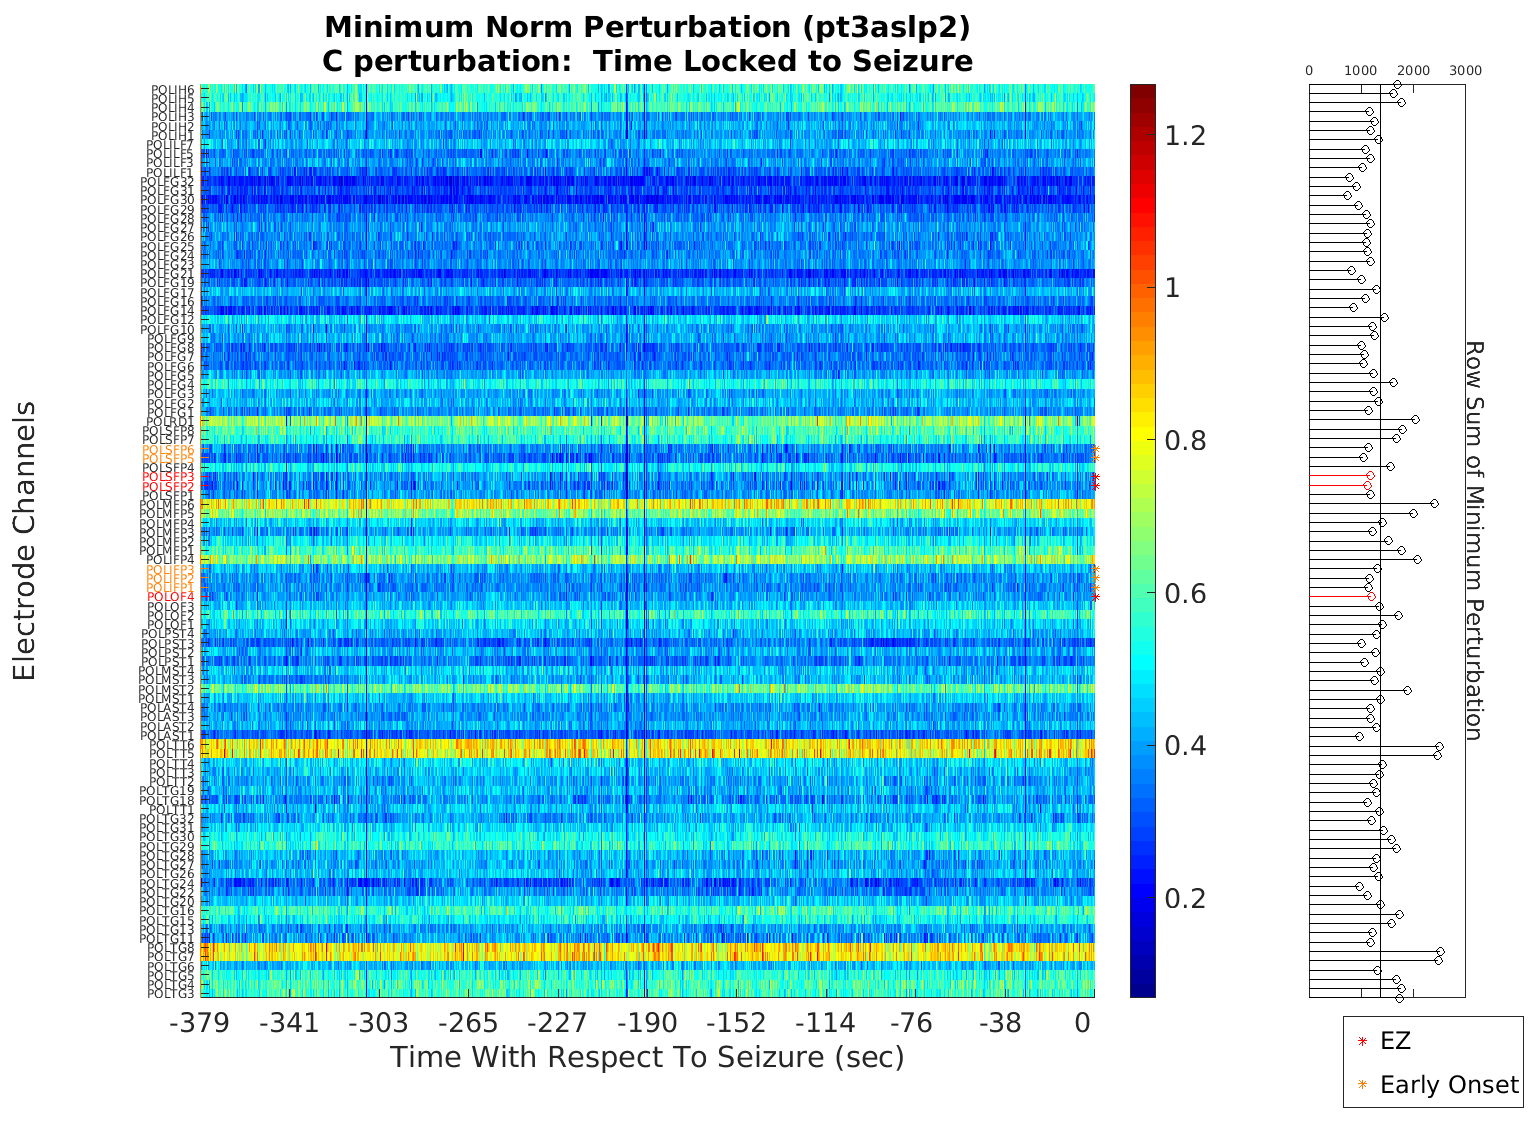 Minimum Norm Perturbation (pt3aslp2)
C perturbation:  Time Locked to Seizure
Electrode Channels
POLIH6
POLIH5
POLIH4
POLIH3
POLIH2
POLIH1
POLILF7
POLILF5
POLILF3
POLILF1
POLFG32
POLFG31
POLFG30
POLFG29
POLFG28
POLFG27
POLFG26
POLFG25
POLFG24
POLFG23
POLFG21
POLFG19
POLFG17
POLFG16
POLFG14
POLFG12
POLFG10
POLFG9
POLFG8
POLFG7
POLFG6
POLFG5
POLFG4
POLFG3
POLFG2
POLFG1
POLRD1
POLSFP8
POLSFP7
POLSFP6
POLSFP5
POLSFP4
POLSFP3
POLSFP2
POLSFP1
POLMFP6
POLMFP5
POLMFP4
POLMFP3
POLMFP2
POLMFP1
POLIFP4
POLIFP3
POLIFP2
POLIFP1
POLOF4
POLOF3
POLOF2
POLOF1
POLPST4
POLPST3
POLPST2
POLPST1
POLMST4
POLMST3
POLMST2
POLMST1
POLAST4
POLAST3
POLAST2
POLAST1
POLTT6
POLTT5
POLTT4
POLTT3
POLTT2
POLTG19
POLTG18
POLTT1
POLTG32
POLTG31
POLTG30
POLTG29
POLTG28
POLTG27
POLTG26
POLTG24
POLTG22
POLTG20
POLTG16
POLTG15
POLTG13
POLTG11
POLTG8
POLTG7
POLTG6
POLTG5
POLTG4
POLTG3
-379 -341 -303 -265 -227 -190 -152 -114 -76 -38 0
Time With Respect To Seizure (sec)
1.2
1
0.8
0.6
0.4
0.2
0 1000 2000 3000
Row Sum of Minimum Perturbation
EZ
Early Onset